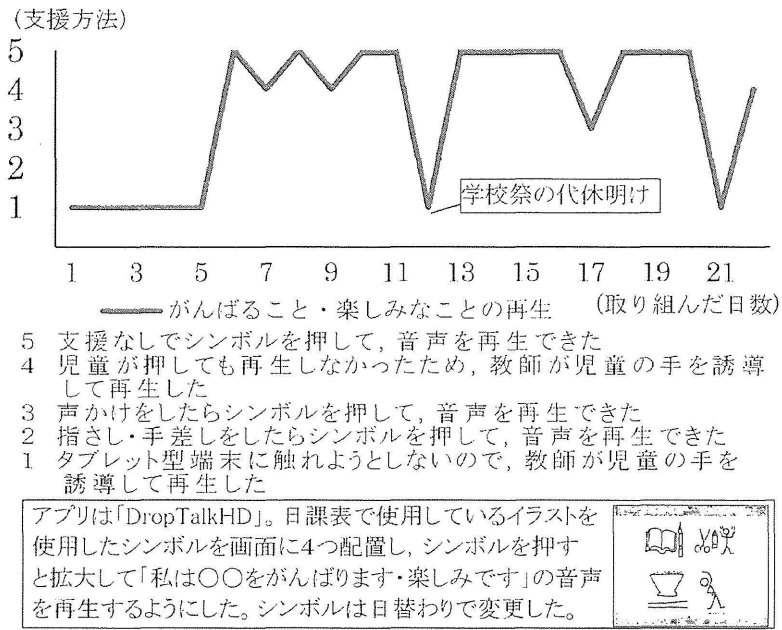 (支援方法)
5
4
3
2
1
学校祭の代休明け
1 3 5 7 9 11 13 15 17 19 21
がんばること・楽しみなことの再生 (取り組んだ日数)
5 支援なしでシンボルを押して，音声を再生できた
4 児童が押しても再生しなかったため，教師が児童の手を誘導
して再生した
3 声かけをしたらシンボルを押して，音声を再生できた
2 指さし・手差しをしたらシンボルを押して，音声を再生できた
1 タブレット型端末に触れようとしないので，教師が児童の手を
誘導して再生した
アプリは「DropTalkHD」。日課表で使用しているイラストを
使用したシンボルを画面に4つ配置し，シンボルを押す
と拡大して「私は○○をがんばります・楽しみです」の音声
を再生するようにした。シンボルは日替わりで変更した。